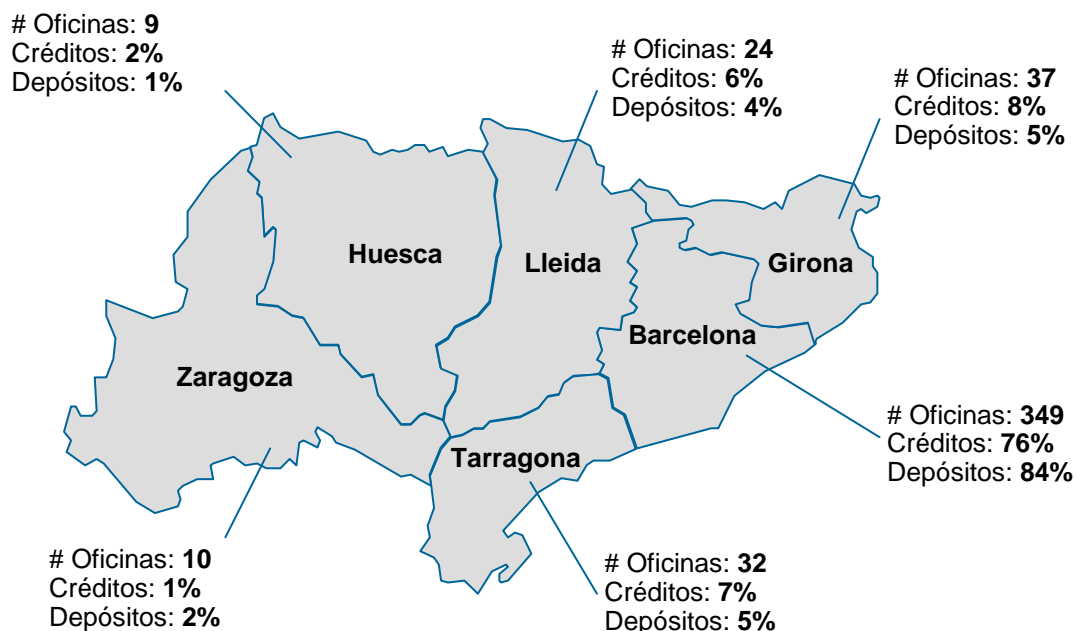 # Oficinas: 9
Créditos: 2%
Depósitos: 1%
# Oficinas: 24
Créditos: 6%
Depósitos: 4%
# Oficinas: 37
Créditos: 8%
Depósitos: 5%
Huesca
Lleida
Girona
Barcelona
Zaragoza
Tarragona
# Oficinas: 349
Créditos: 76%
Depósitos: 84%
# Oficinas: 10
Créditos: 1%
Depósitos: 2%
# Oficinas: 32
Créditos: 7%
Depósitos: 5%